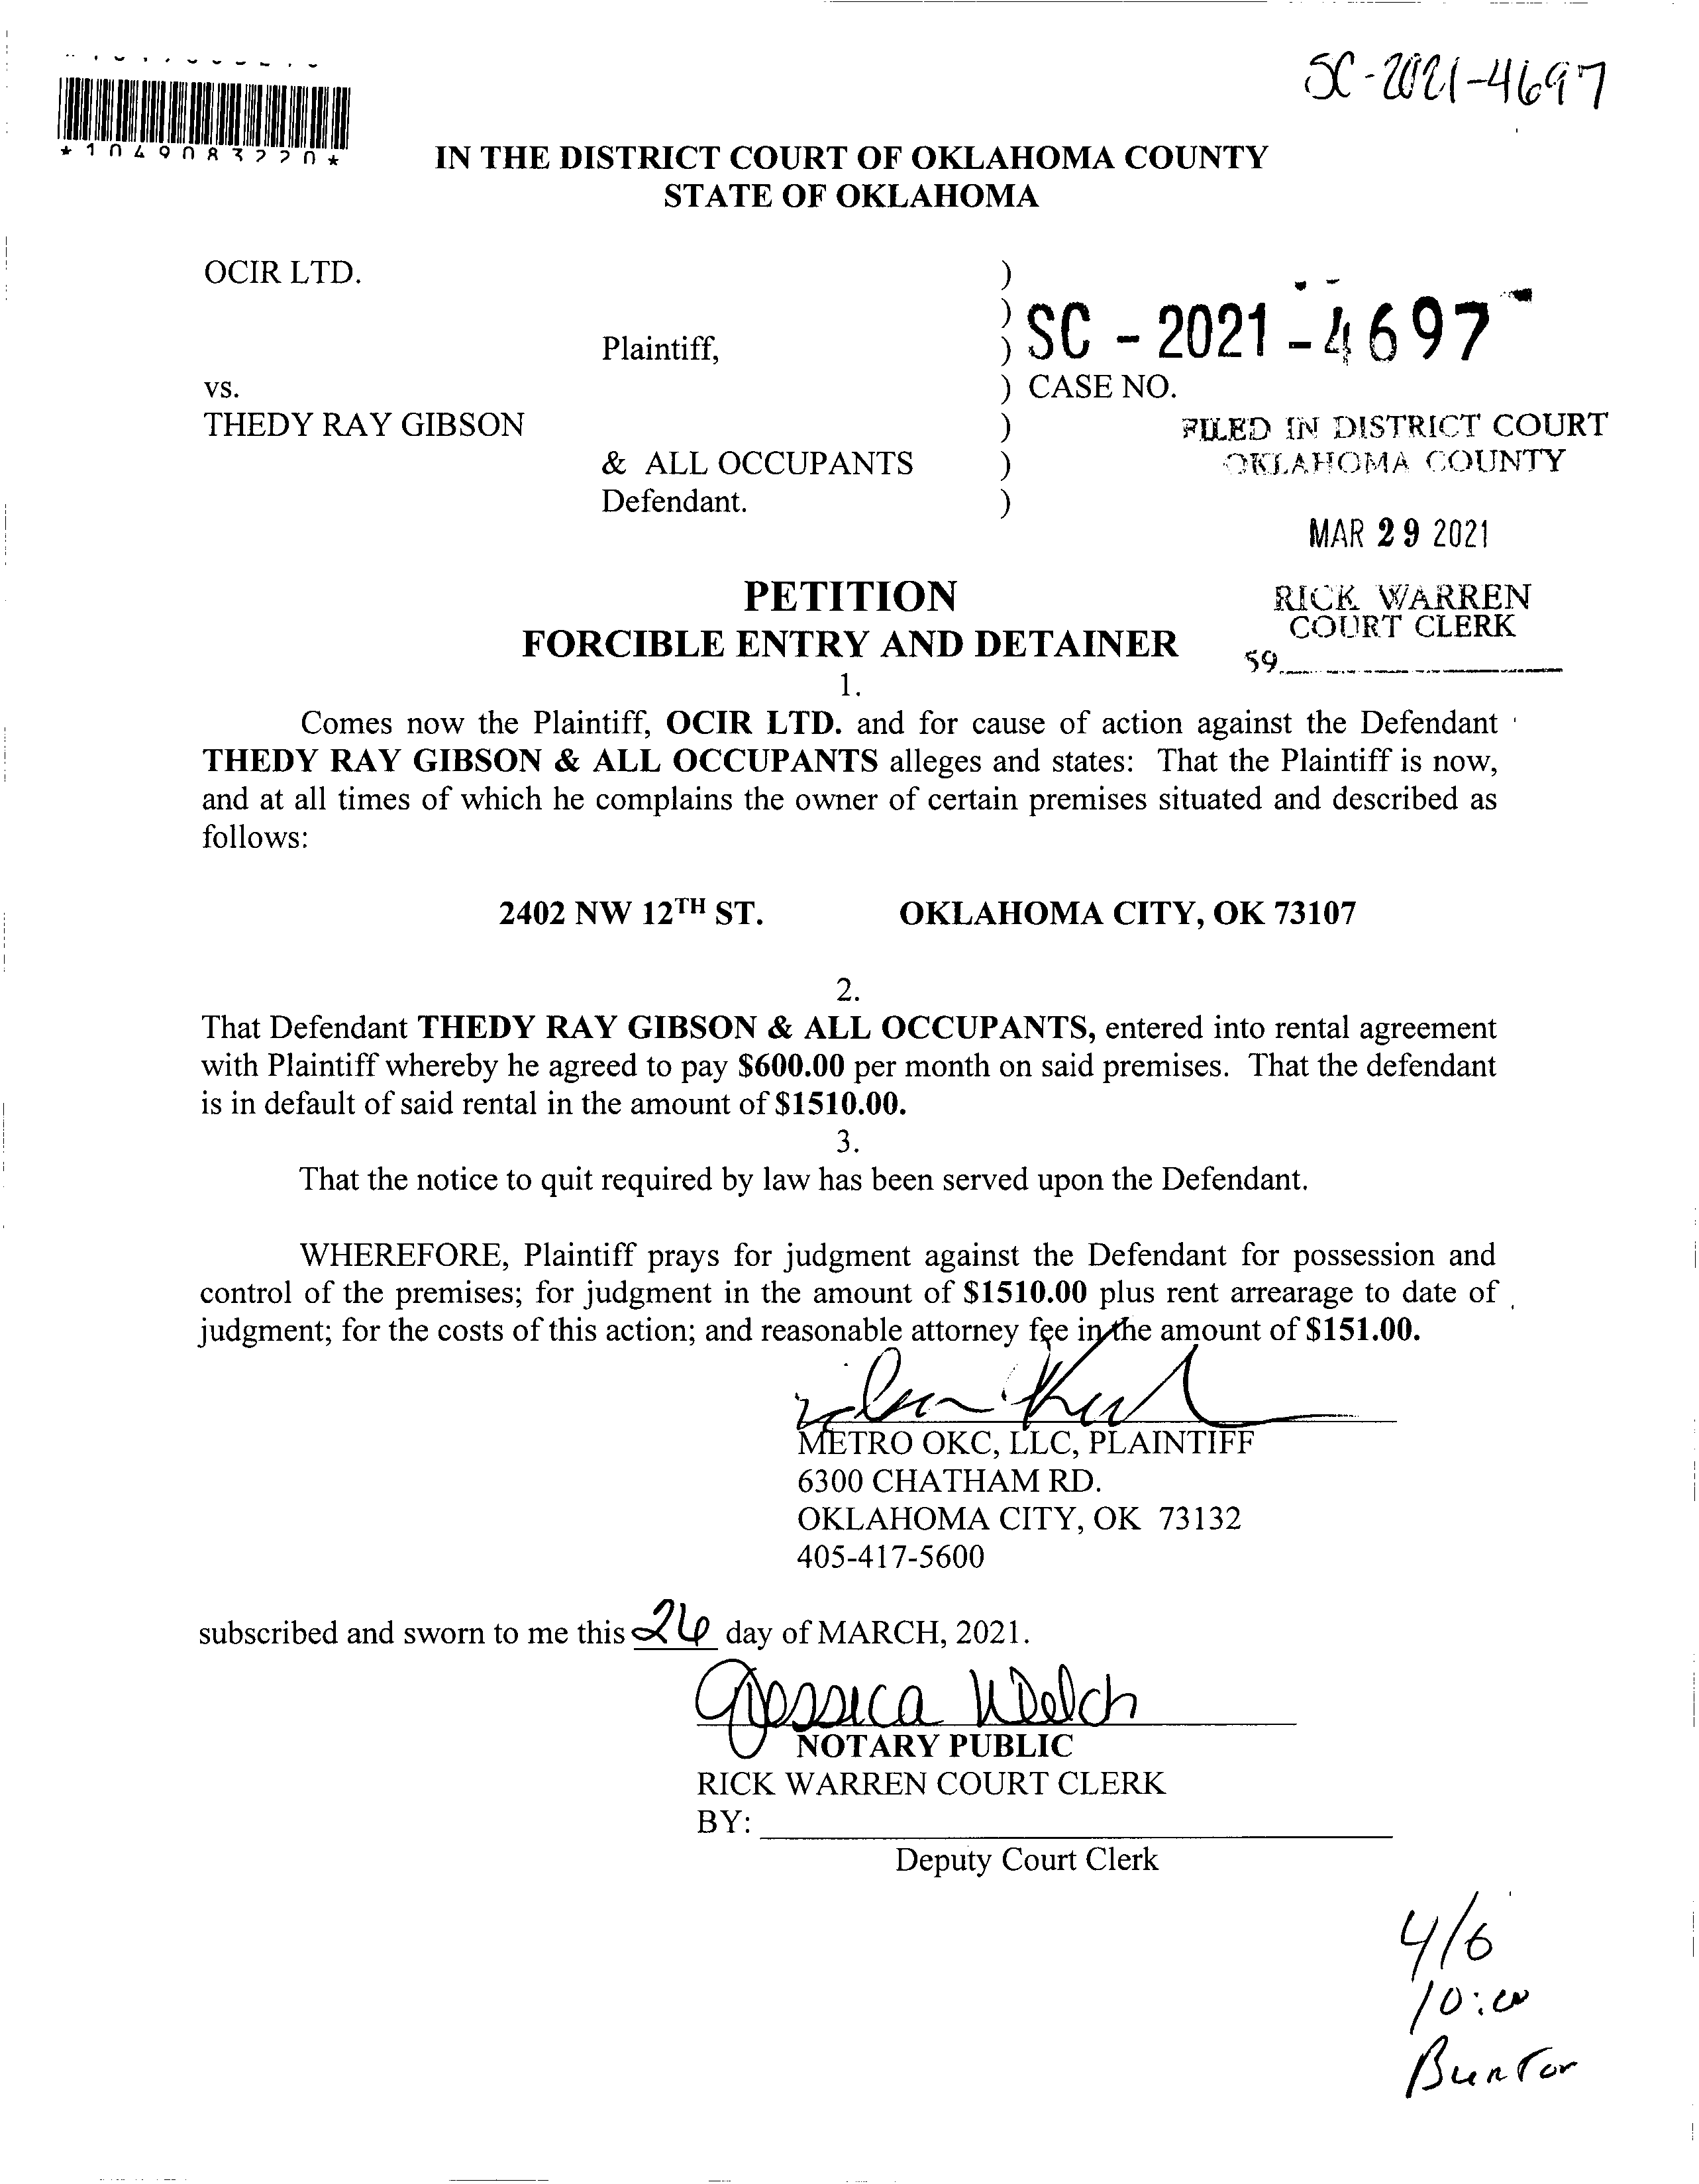 SC-2021-4697
*1049083220*
IN THE DISTRICT COURT OF OKLAHOMA COUNTY
STATE OF OKLAHOMA
OCIR LTD. )
)
SC - 2021 - 4697
Plaintiff, )
vs. ) CASE NO.
THEDY RAY GIBSON )
FILED IN DISTRICT COURT
& ALL OCCUPANTS )
OKLAHOMA COUNTY
Defendant. )
MAR 29 2021
PETITION
RICK WARREN
COURT CLERK
FORCIBLE ENTRY AND DETAINER
59
1.
Comes now the Plaintiff, OCIR LTD. and for cause of action against the Defendant
THEDY RAY GIBSON & ALL OCCUPANTS alleges and states: That the Plaintiff is now,
and at all times of which he complains the owner of certain premises situated and described as
follows:
2402 NW 12TH ST. OKLAHOMA CITY, OK 73107
2.
That Defendant THEDY RAY GIBSON & ALL OCCUPANTS, entered into rental agreement
with Plaintiff whereby he agreed to pay $600.00 per month on said premises. That the defendant
is in default of said rental in the amount of $1510.00.
3.
That the notice to quit required by law has been served upon the Defendant.
WHEREFORE, Plaintiff prays for judgment against the Defendant for possession and
control of the premises; for judgment in the amount of $1510.00 plus rent arrearage to date of
judgment; for the costs of this action; and reasonable attorney fee in the amount of $151.00.
METRO OKC, LLC, PLAINTIFF
6300 CHATHAM RD.
OKLAHOMA CITY, OK 73132
405-417-5600
subscribed and sworn to me this 26 day of MARCH, 2021.
Jessica Welch
NOTARY PUBLIC
RICK WARREN COURT CLERK
BY:
Deputy Court Clerk
4/6
10:00